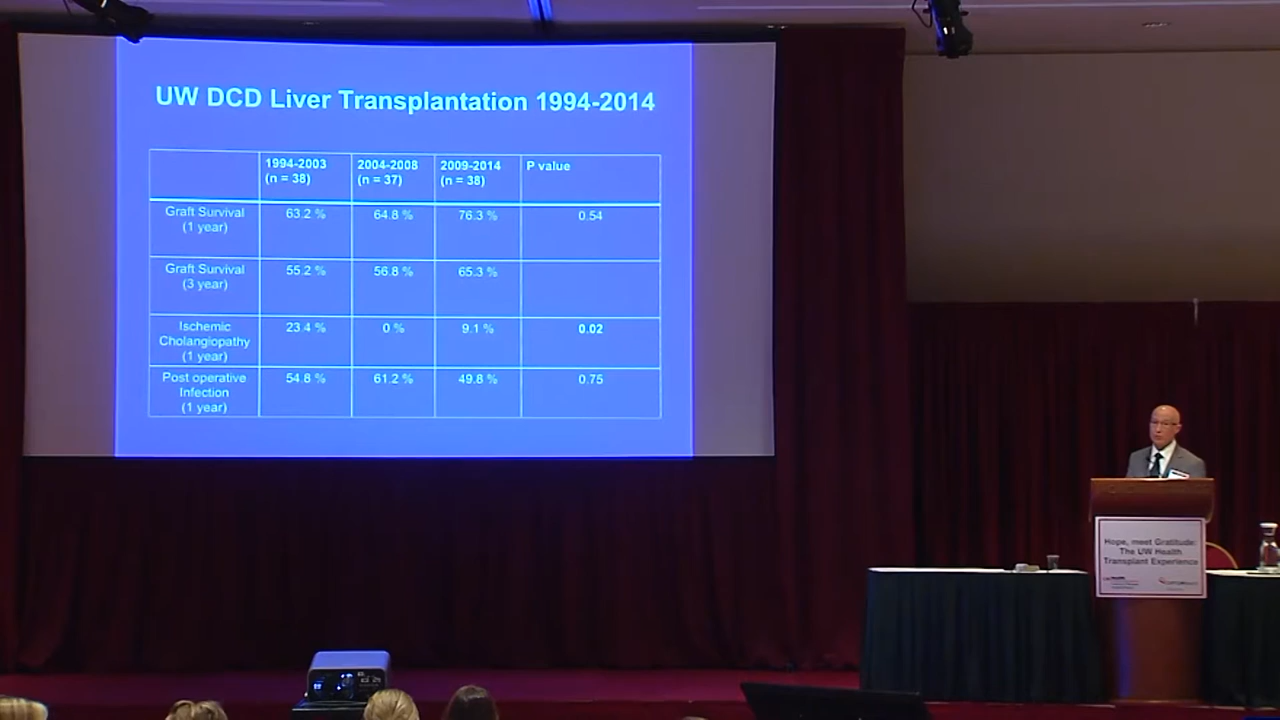 UW DCD Liver Transplantation 1994-2014
1994-2003 2004-2008 2009-2014 P value
(n = 38) (n = 37) (n = 38)
Graft Survival 63.2 % 64.8 % 76.3 % 0.54
(1 year)
Graft Survival 55.2 % 56.8 % 65.3 %
(3 year)
Ischemic 23.4 % 0 % 9.1 % 0.02
Cholangiopathy
(1 year)
Post operative 54.8 % 61.2 % 49.8 % 0.75
Infection
(1 year)
Hope, meet Gratitude:
The UW Health
Transplant Experience